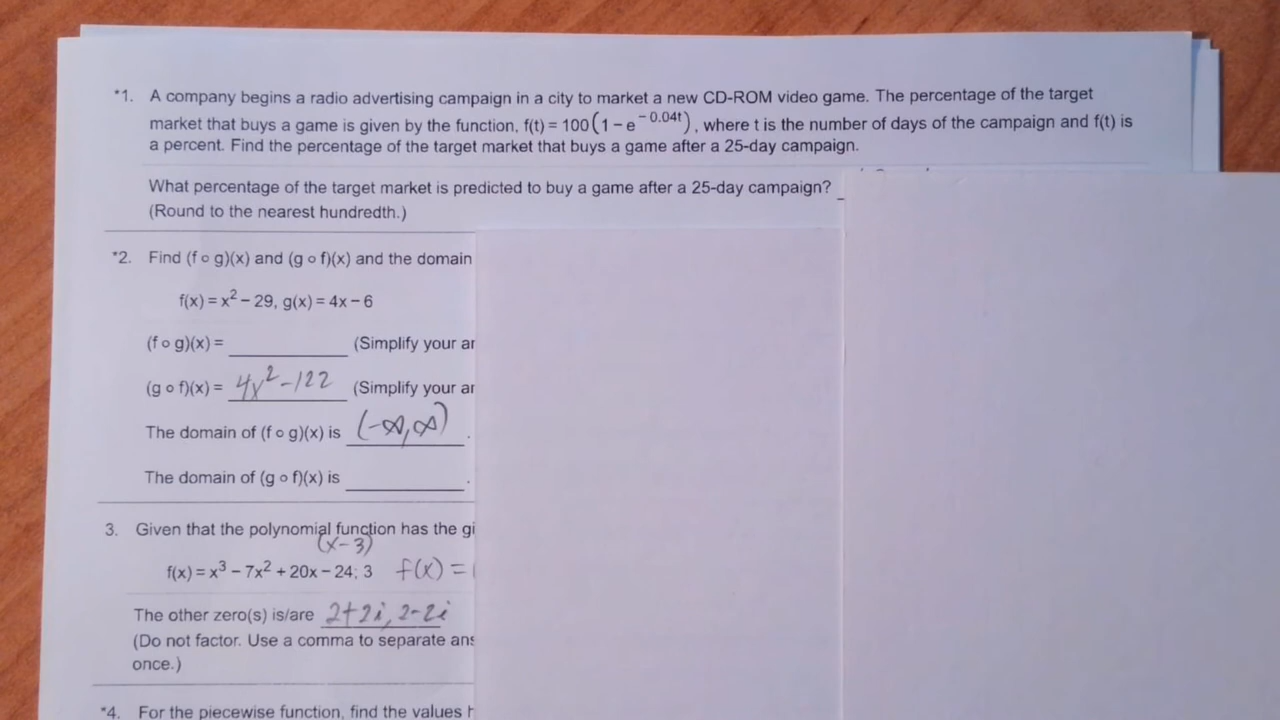 *1. A company begins a radio advertising campaign in a city to market a new CD-ROM video game. The percentage of the target
market that buys a game is given by the function, f(t) = 100(1 − e^−0.04t), where t is the number of days of the campaign and f(t) is
a percent. Find the percentage of the target market that buys a game after a 25-day campaign.
What percentage of the target market is predicted to buy a game after a 25-day campaign? _
(Round to the nearest hundredth.)
*2. Find (f∘g)(x) and (g∘f)(x) and the domain
f(x) = x² − 29, g(x) = 4x − 6
(f∘g)(x) = ________ (Simplify your
(g∘f)(x) = 4x²-122 (Simplify your
The domain of (f∘g)(x) is (-∞,∞).
The domain of (g∘f)(x) is ________.
3. Given that the polynomial function has the
(x-3)
f(x) = x³ − 7x² + 20x − 24; 3 f(x) =
The other zero(s) is/are 2+2i, 2-2i
(Do not factor. Use a comma to separate
once.)
*4. For the piecewise function, find the values